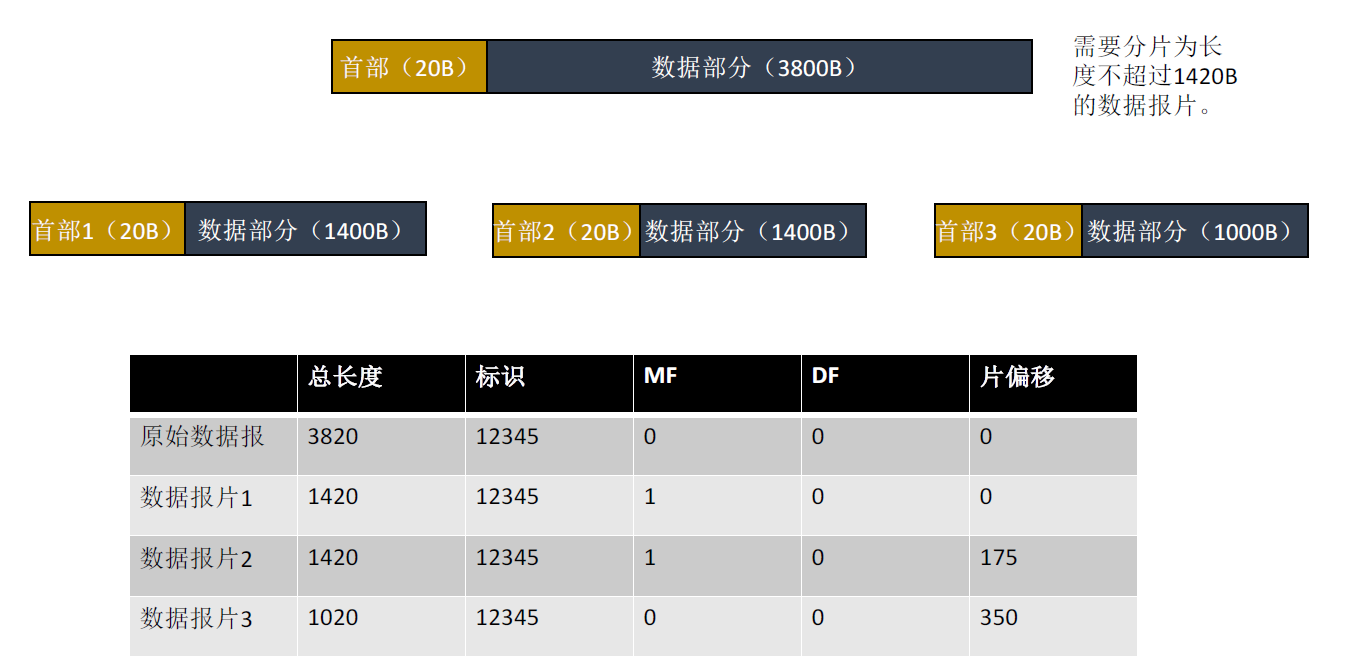 首部（20B）
数据部分（3800B）
需要分片为长
度不超过1420B
的数据报片。
首部1（20B）
数据部分（1400B）
首部2（20B）
数据部分（1400B）
首部3（20B）
数据部分（1000B）
总长度 标识 MF DF 片偏移
原始数据报 3820 12345 0 0 0
数据报片1 1420 12345 1 0 0
数据报片2 1420 12345 1 0 175
数据报片3 1020 12345 0 0 350